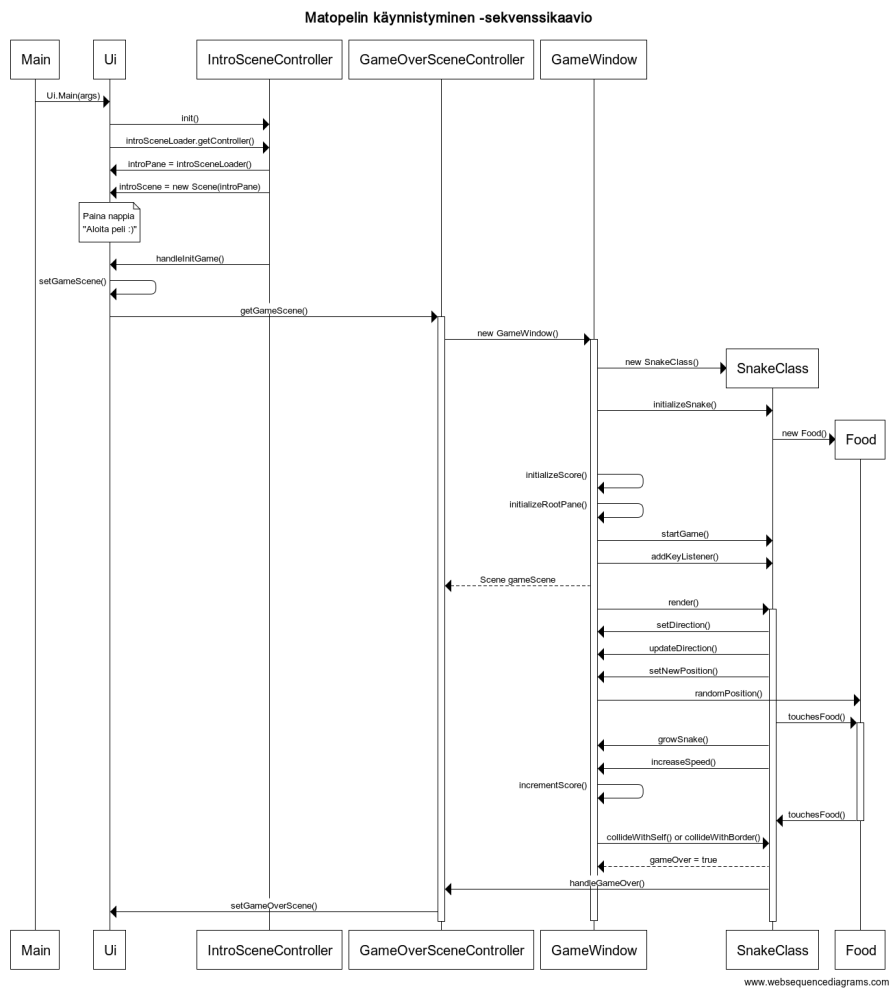 Matopelin käynnistyminen -sekvenssikaavio
Main Ui IntroSceneController GameOverSceneController GameWindow
Ui.Main(args)
init()
introSceneLoader.getController()
introPane = introSceneLoader()
introScene = new Scene(introPane)
Paina nappia
"Aloita peli :)"
handleInitGame()
setGameScene()
getGameScene()
new GameWindow()
new SnakeClass()
SnakeClass
initializeSnake()
new Food()
Food
initializeScore()
initializeRootPane()
startGame()
addKeyListener()
Scene gameScene
render()
setDirection()
updateDirection()
setNewPosition()
randomPosition()
touchesFood()
growSnake()
increaseSpeed()
incrementScore()
touchesFood()
collideWithSelf() or collideWithBorder()
gameOver = true
handleGameOver()
setGameOverScene()
Main Ui IntroSceneController GameOverSceneController GameWindow SnakeClass Food
www.websequencediagrams.com